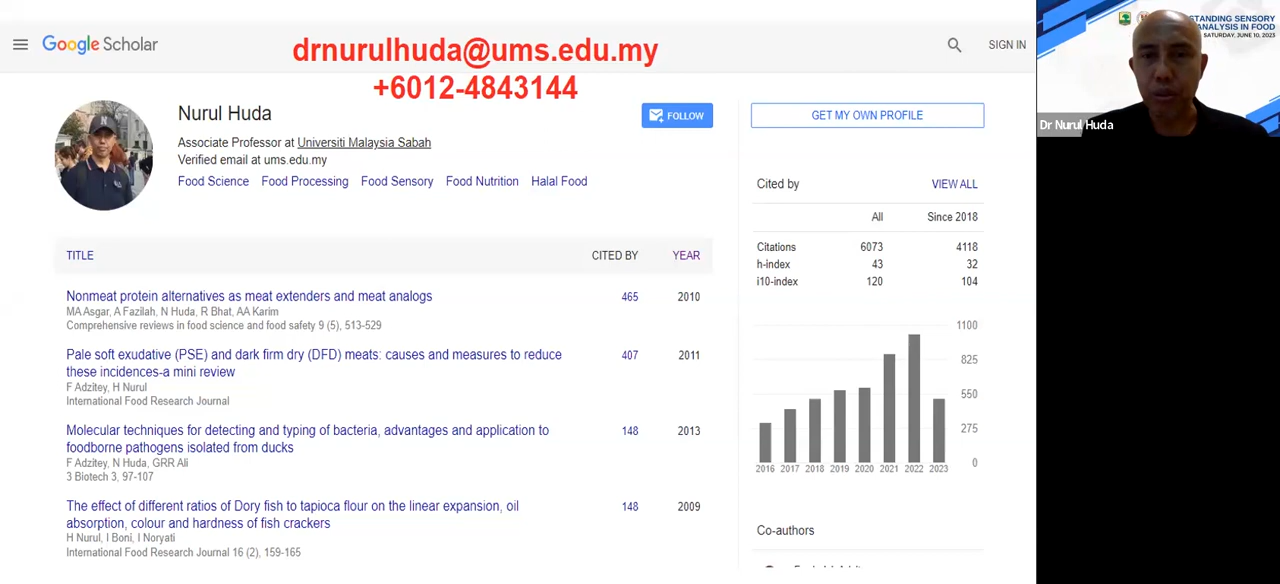 Google Scholar
drnurulhuda@ums.edu.my
+6012-4843144
SIGN IN
Nurul Huda
FOLLOW
Associate Professor at Universiti Malaysia Sabah
Verified email at ums.edu.my
Food Science Food Processing Food Sensory Food Nutrition Halal Food
TITLE CITED BY YEAR
Nonmeat protein alternatives as meat extenders and meat analogs 465 2010
MA Asgar, A Fazilah, N Huda, R Bhat, AA Karim
Comprehensive reviews in food science and food safety 9 (5), 513-529
Pale soft exudative (PSE) and dark firm dry (DFD) meats: causes and measures to reduce 407 2011
these incidences-a mini review
F Adzitey, H Nurul
International Food Research Journal
Molecular techniques for detecting and typing of bacteria, advantages and application to 148 2013
foodborne pathogens isolated from ducks
F Adzitey, N Huda, GRR Ali
3 Biotech 3, 97-107
The effect of different ratios of Dory fish to tapioca flour on the linear expansion, oil 148 2009
absorption, colour and hardness of fish crackers
H Nurul, I Boni, I Noryati
International Food Research Journal 16 (2), 159-165
GET MY OWN PROFILE
Cited by VIEW ALL
All Since 2018
Citations 6073 4118
h-index 43 32
i10-index 120 104
1100
825
550
275
0
2016 2017 2018 2019 2020 2021 2022 2023
Co-authors
STANDING SENSORY
ANALYSIS IN FOOD
SATURDAY, JUNE 10, 2023
Dr Nurul Huda